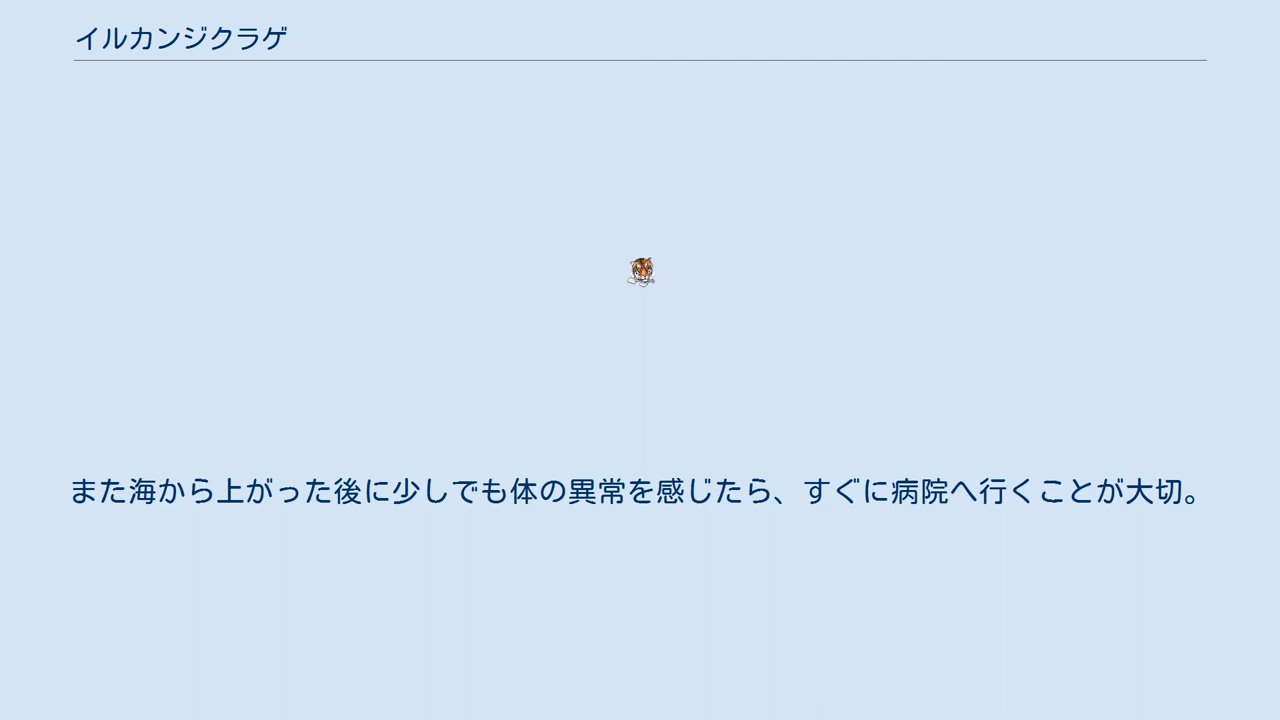 イルカンジクラゲ
また海から上がった後に少しでも体の異常を感じたら、すぐに病院へ行くことが大切。